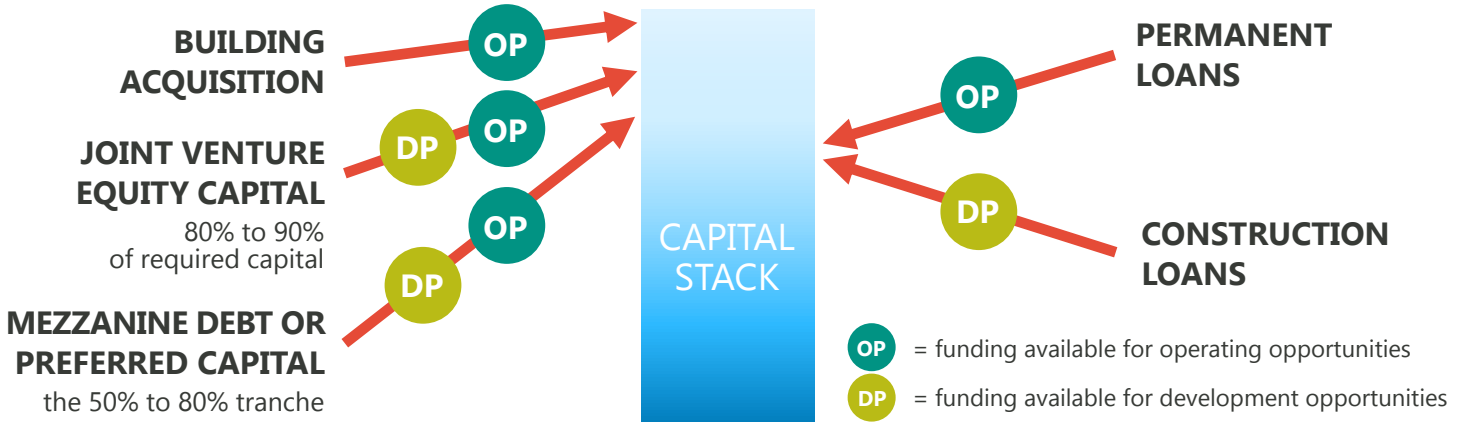 BUILDING
ACQUISITION
OP
JOINT VENTURE
EQUITY CAPITAL
80% to 90%
of required capital
DP
OP
MEZZANINE DEBT OR
PREFERRED CAPITAL
the 50% to 80% tranche
DP
OP
CAPITAL
STACK
PERMANENT
LOANS
OP
CONSTRUCTION
LOANS
DP
OP = funding available for operating opportunities
DP = funding available for development opportunities